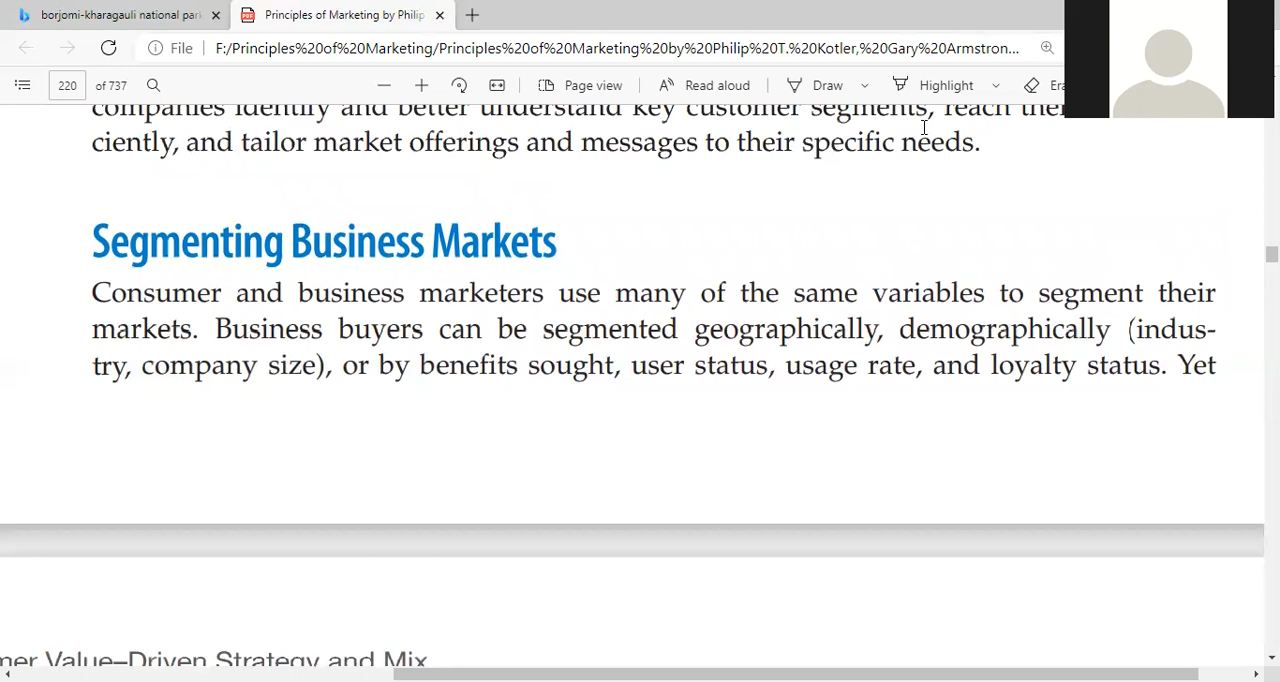 borjomi-kharagauli national par
Principles of Marketing by Philip
File
F:/Principles%20of%20Marketing/Principles%20of%20Marketing%20by%20Philip%20T.%20Kotler,%20Gary%20Armstron...
220 of 737
Page view
Read aloud
Draw
Highlight
Era
companies identify and better understand key customer segments, reach the
ciently, and tailor market offerings and messages to their specific needs.
Segmenting Business Markets
Consumer and business marketers use many of the same variables to segment their
markets. Business buyers can be segmented geographically, demographically (indus-
try, company size), or by benefits sought, user status, usage rate, and loyalty status. Yet
mer Value–Driven Strategy and Mix